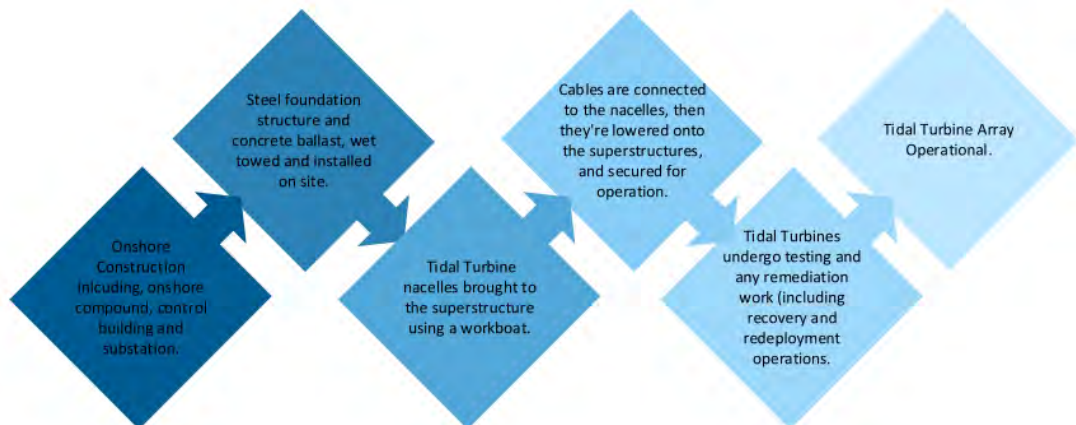 Onshore
Construction
inlcuding, onshore
compound, control
building and
substation.
Steel foundation
structure and
concrete ballast, wet
towed and installed
on site.
Tidal Turbine
nacelles brought to
the superstructure
using a workboat.
Cables are connected
to the nacelles, then
they're lowered onto
the superstructures,
and secured for
operation.
Tidal Turbines
undergo testing and
any remediation
work (including
recovery and
redeployment
operations.
Tidal Turbine Array
Operational.